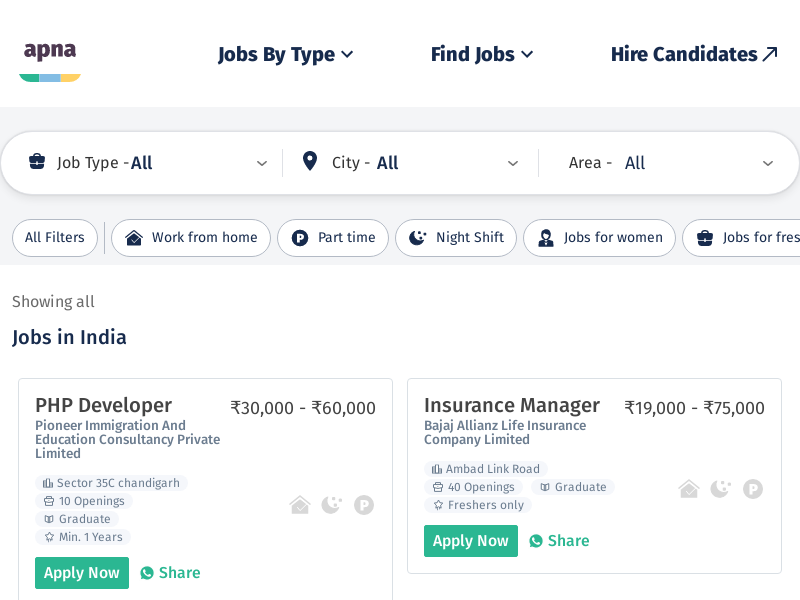 apna
Jobs By Type
Find Jobs
Hire Candidates
Job Type - All
City - All
Area - All
All Filters
Work from home
Part time
Night Shift
Jobs for women
Jobs for fres
Showing all
Jobs in India
PHP Developer
₹30,000 - ₹60,000
Pioneer Immigration And
Education Consultancy Private
Limited
Sector 35C chandigarh
10 Openings
Graduate
Min. 1 Years
Apply Now
Share
Insurance Manager
₹19,000 - ₹75,000
Bajaj Allianz Life Insurance
Company Limited
Ambad Link Road
40 Openings
Graduate
Freshers only
Apply Now
Share